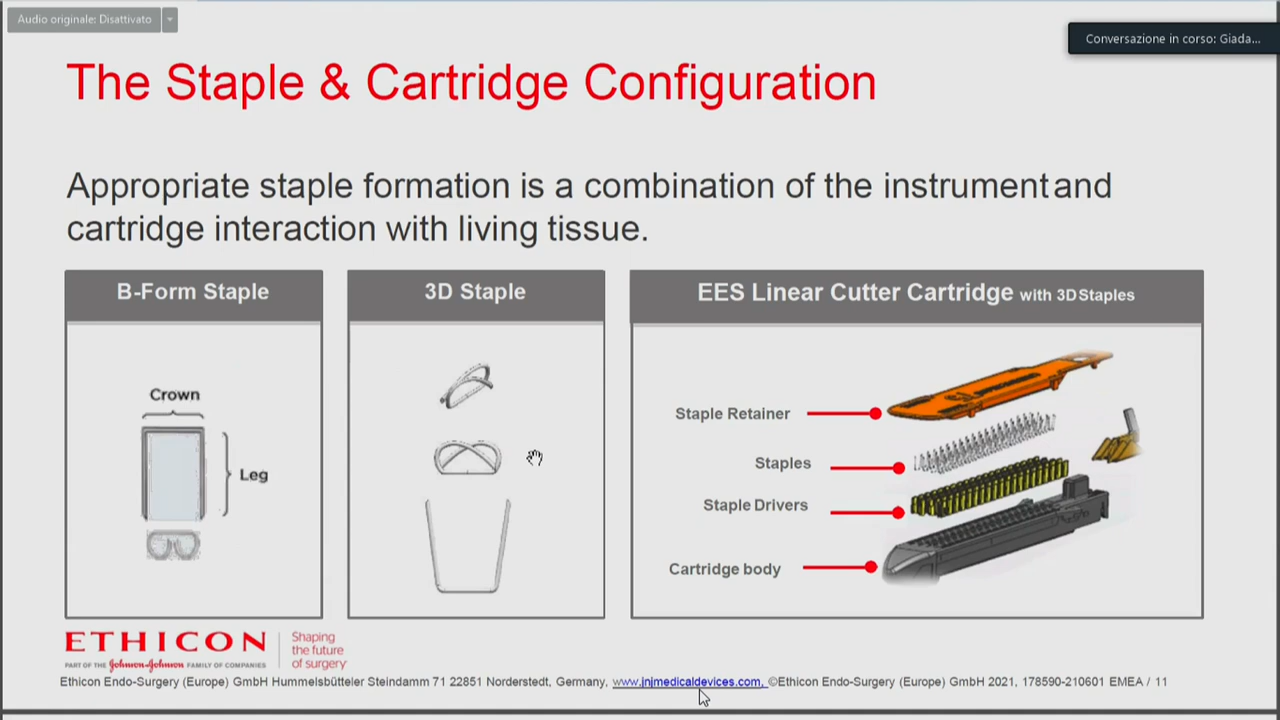 Audio originale: Disattivato
Conversazione in corso: Giada...
The Staple & Cartridge Configuration
Appropriate staple formation is a combination of the instrument and
cartridge interaction with living tissue.
B-Form Staple
Crown
Leg
3D Staple
EES Linear Cutter Cartridge with 3D Staples
Staple Retainer
Staples
Staple Drivers
Cartridge body
ETHICON
PART OF THE Johnson & Johnson FAMILY OF COMPANIES
Shaping
the future
of surgery
Ethicon Endo-Surgery (Europe) GmbH Hummelsbütteler Steindamm 71 22851 Norderstedt, Germany, www.jnjmedicaldevices.com, ©Ethicon Endo-Surgery (Europe) GmbH 2021, 178590-210601 EMEA / 11